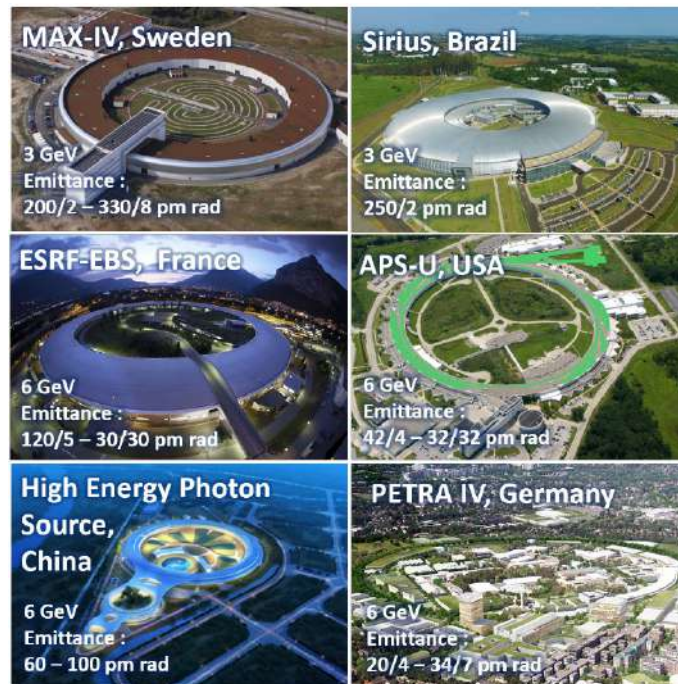 MAX-IV, Sweden
3 GeV
Emittance :
200/2 – 330/8 pm rad
Sirius, Brazil
3 GeV
Emittance :
250/2 pm rad
ESRF-EBS, France
6 GeV
Emittance :
120/5 – 30/30 pm rad
APS-U, USA
6 GeV
Emittance :
42/4 – 32/32 pm rad
High Energy Photon
Source,
China
6 GeV
Emittance :
60 – 100 pm rad
PETRA IV, Germany
6 GeV
Emittance :
20/4 – 34/7 pm rad